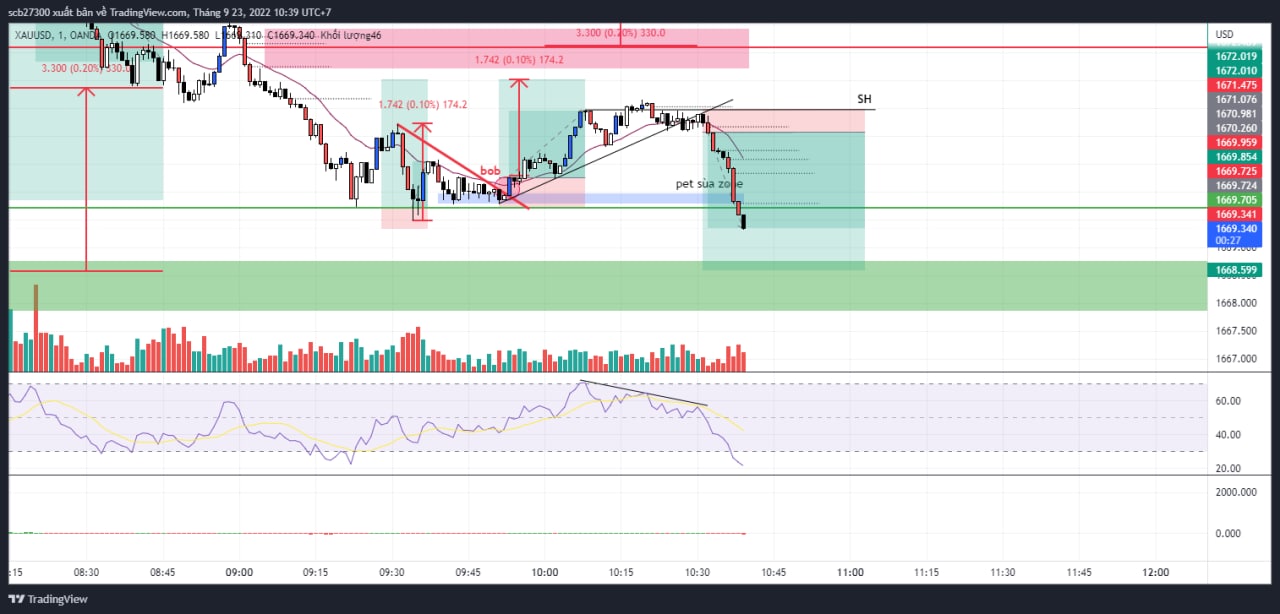 scb27300 xuất bản về TradingView.com, Tháng 9 23, 2022 10:39 UTC+7
XAUUSD, 1, OANDA O1669.580 H1669.580 L1669.310 C1669.340 Khối lượng46
USD
3.300 (0.20%) 330.0
1.742 (0.10%) 174.2
3.300 (0.20%) 330.0
1.742 (0.10%) 174.2
SH
bob
pet sùa zone
1672.019
1672.010
1671.475
1671.076
1670.981
1670.260
1669.959
1669.854
1669.725
1669.724
1669.705
1669.341
1669.340
00:27
1669.000
1668.599
1668.000
1667.500
1667.000
60.00
40.00
20.00
2000.000
0.000
:15 08:30 08:45 09:00 09:15 09:30 09:45 10:00 10:15 10:30 10:45 11:00 11:15 11:30 11:45 12:00
TradingView